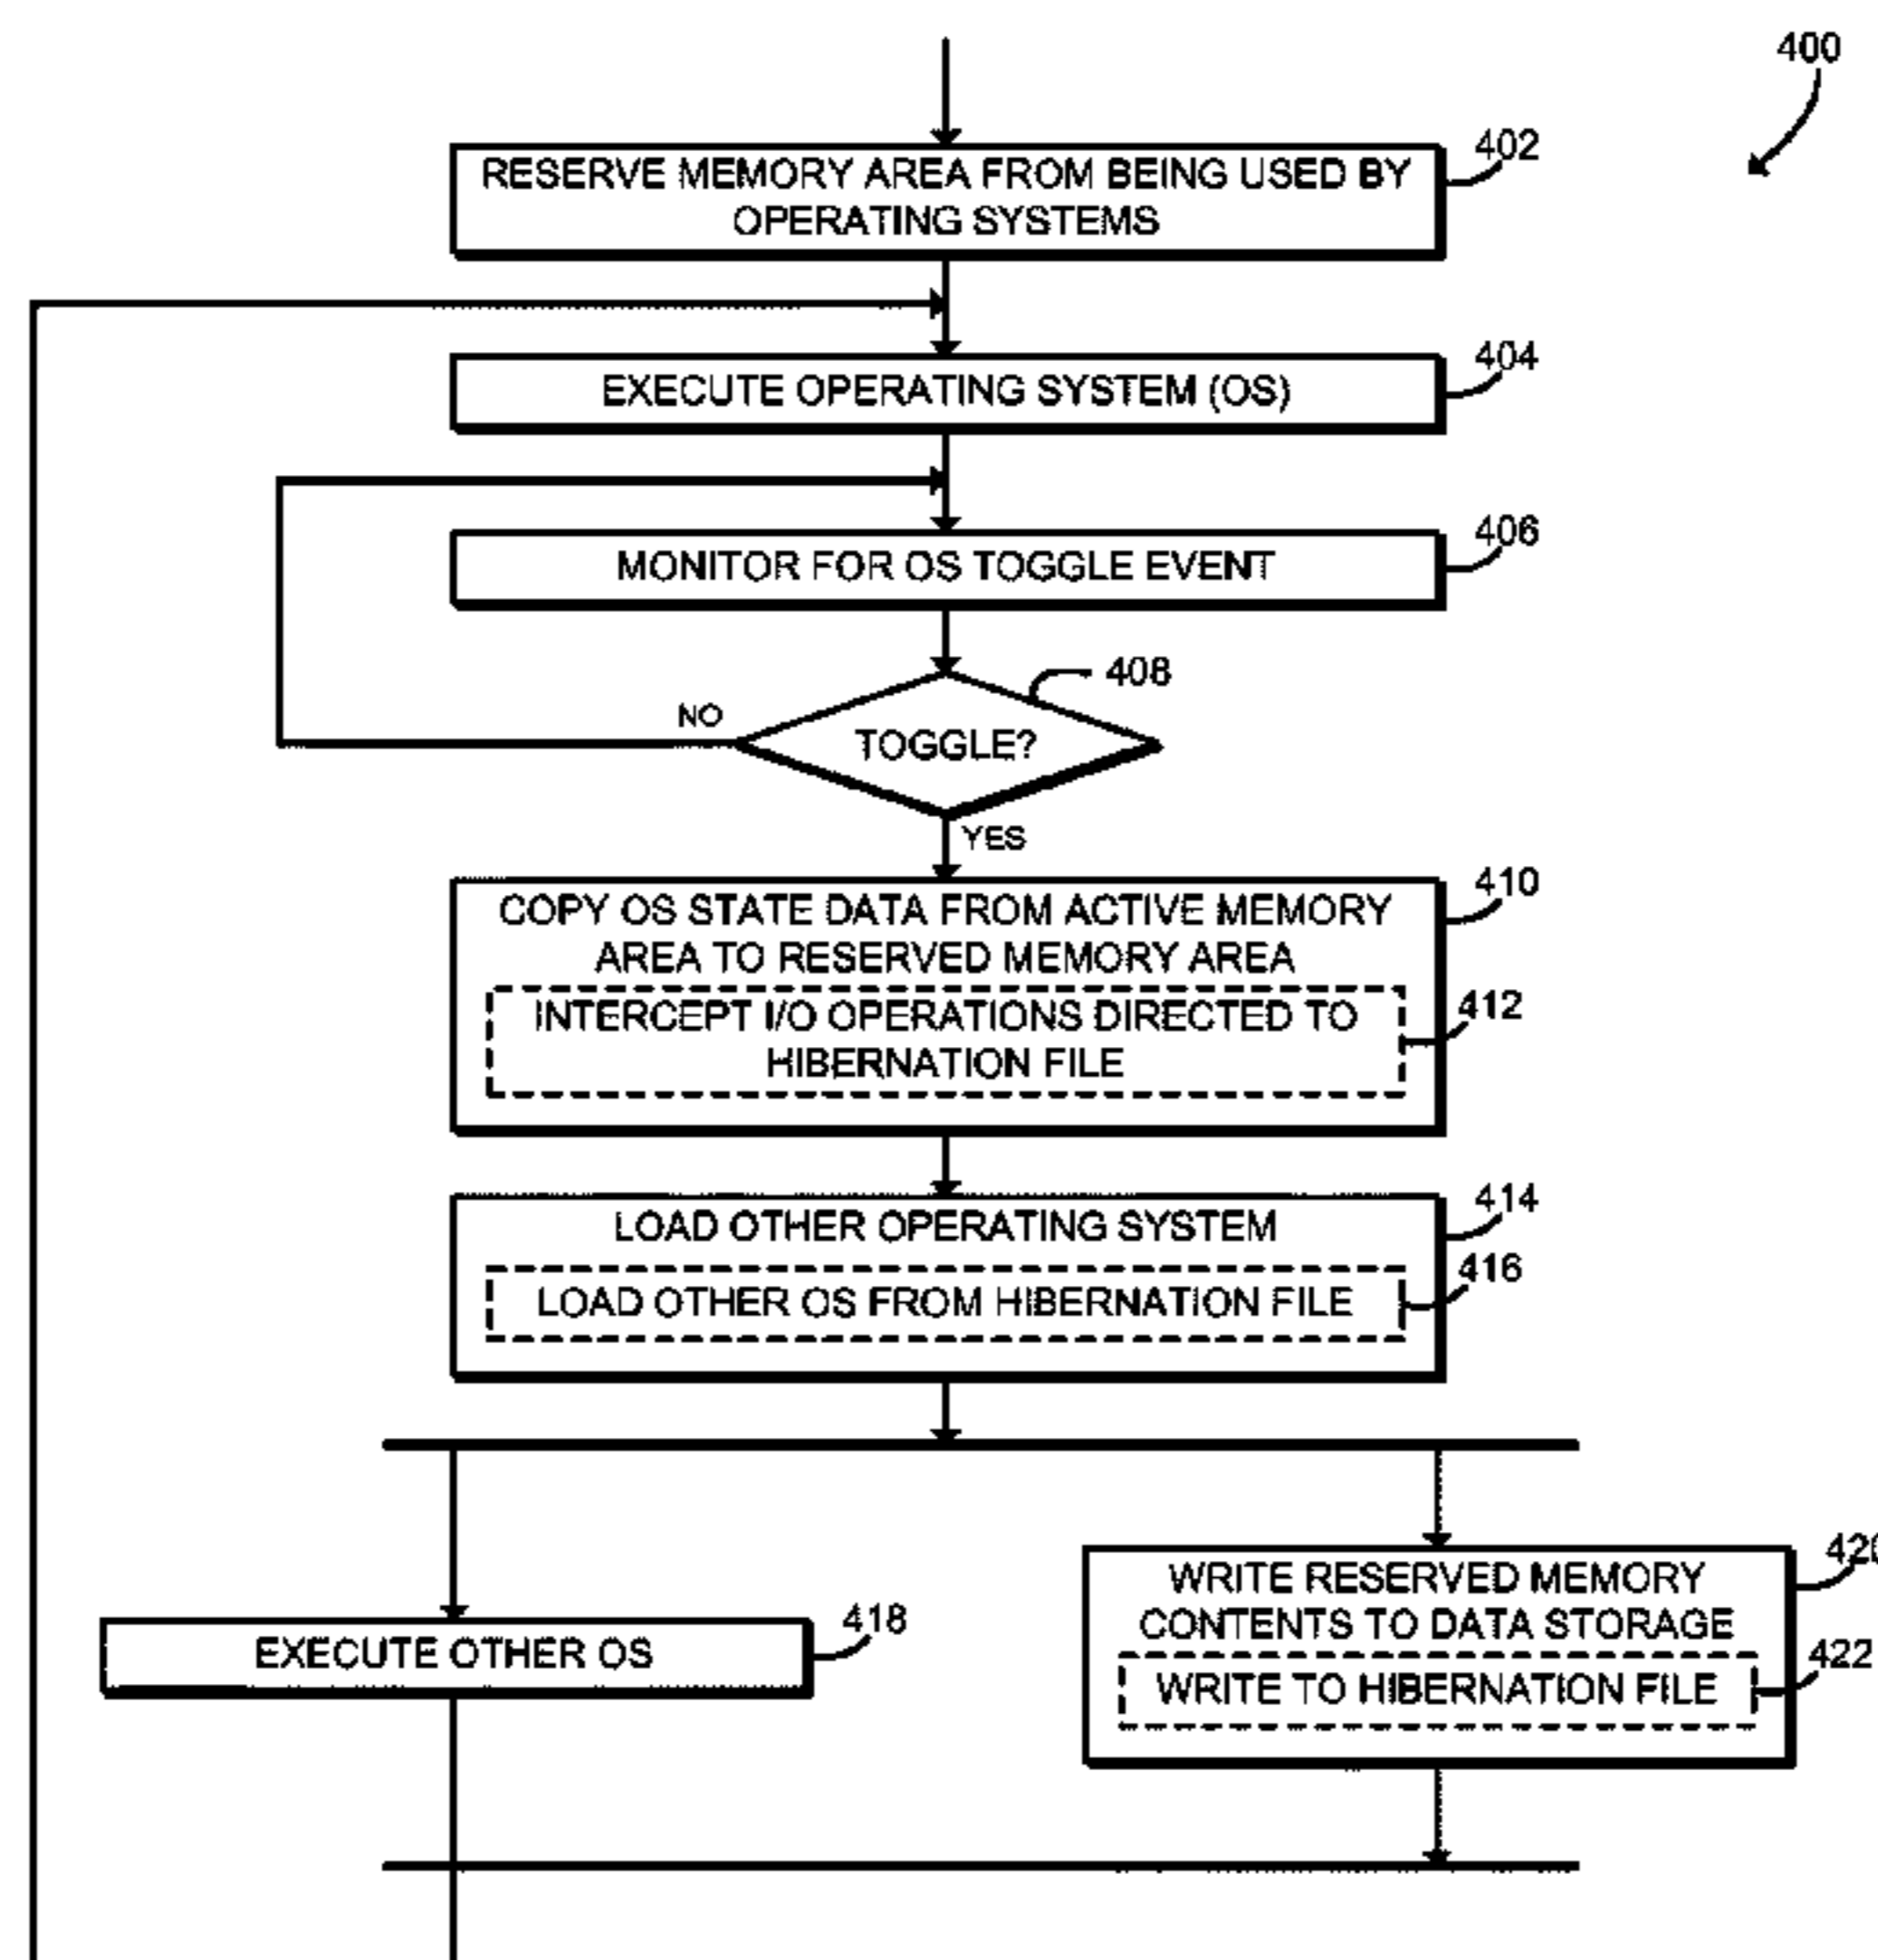 400
402
RESERVE MEMORY AREA FROM BEING USED BY
OPERATING SYSTEMS
404
EXECUTE OPERATING SYSTEM (OS)
406
MONITOR FOR OS TOGGLE EVENT
408
NO
TOGGLE?
YES
410
COPY OS STATE DATA FROM ACTIVE MEMORY
AREA TO RESERVED MEMORY AREA
412
INTERCEPT I/O OPERATIONS DIRECTED TO
HIBERNATION FILE
414
LOAD OTHER OPERATING SYSTEM
416
LOAD OTHER OS FROM HIBERNATION FILE
418
EXECUTE OTHER OS
420
WRITE RESERVED MEMORY
CONTENTS TO DATA STORAGE
422
WRITE TO HIBERNATION FILE